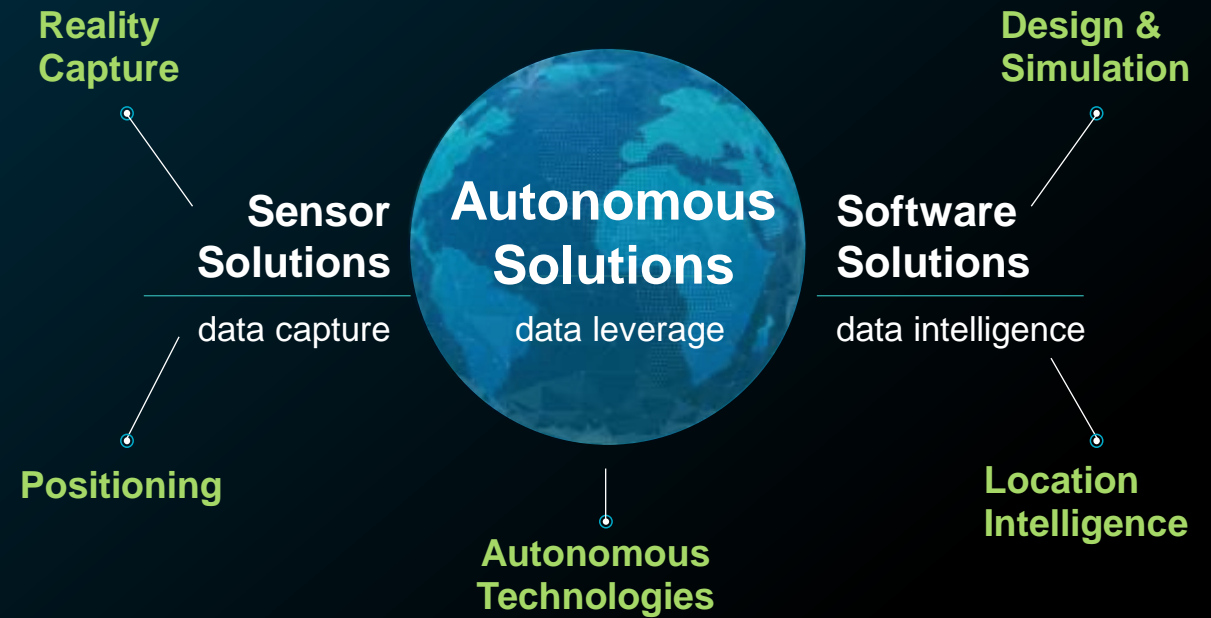 Reality
Capture
Design &
Simulation
Sensor
Solutions
data capture
Autonomous
Solutions
data leverage
Software
Solutions
data intelligence
Positioning
Autonomous
Technologies
Location
Intelligence